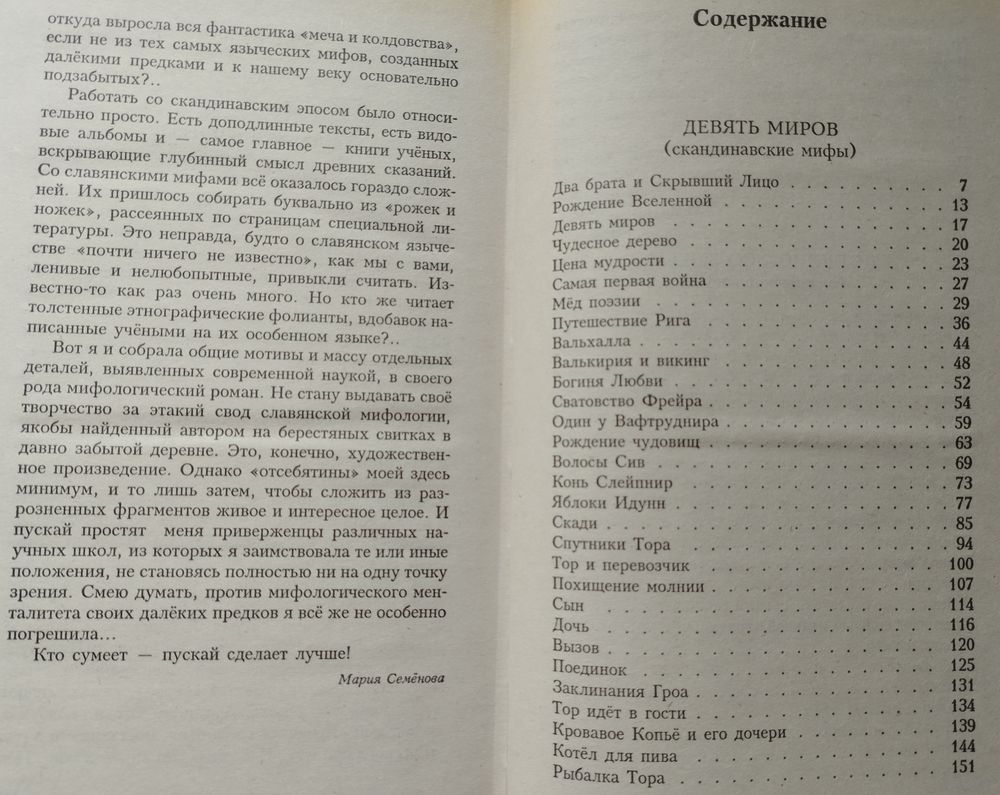 откуда выросла вся фантастика «меча и колдовства»,
если не из тех самых языческих мифов, созданных
далёкими предками и к нашему веку основательно
подзабытых?..
Работать со скандинавским эпосом было относи-
тельно просто. Есть доподлинные тексты, есть видо-
вые альбомы и — самое главное — книги учёных,
вскрывающие глубинный смысл древних сказаний.
Со славянскими мифами всё оказалось гораздо слож-
ней. Их пришлось собирать буквально из «рожек и
ножек», рассеянных по страницам специальной ли-
тературы. Это неправда, будто о славянском языче-
стве «почти ничего не известно», как мы с вами,
ленивые и нелюбопытные, привыкли считать. Из-
вестно-то как раз очень много. Но кто же читает
толстенные этнографические фолианты, вдобавок на-
писанные учёными на их особенном языке?..
Вот я и собрала общие мотивы и массу отдельных
деталей, выявленных современной наукой, в своего
рода мифологический роман. Не стану выдавать своё
творчество за этакий свод славянской мифологии,
якобы найденный автором на берестяных свитках в
давно забытой деревне. Это, конечно, художествен-
ное произведение. Однако «отсебятины» моей здесь
минимум, и то лишь затем, чтобы сложить из раз-
розненных фрагментов живое и интересное целое. И
пускай простят меня приверженцы различных на-
учных школ, из которых я заимствовала те или иные
положения, не становясь полностью ни на одну точку
зрения. Смею думать, против мифологического мен-
талитета своих далёких предков я всё же не особенно
погрешила...
Кто сумеет — пускай сделает лучше!
Мария Семёнова
Содержание
ДЕВЯТЬ МИРОВ
(скандинавские мифы)
Два брата и Скрывший Лицо . . . . . . . . . . 7
Рождение Вселенной . . . . . . . . . . . . . 13
Девять миров . . . . . . . . . . . . . . . 17
Чудесное дерево . . . . . . . . . . . . . . 20
Цена мудрости . . . . . . . . . . . . . . . 23
Самая первая война . . . . . . . . . . . . . 27
Мёд поэзии . . . . . . . . . . . . . . . . 29
Путешествие Рига . . . . . . . . . . . . . 36
Вальхалла . . . . . . . . . . . . . . . . 44
Валькирия и викинг . . . . . . . . . . . . . 48
Богиня Любви . . . . . . . . . . . . . . . 52
Сватовство Фрейра . . . . . . . . . . . . . 54
Один у Вафтруднира . . . . . . . . . . . . 59
Рождение чудовищ . . . . . . . . . . . . . 63
Волосы Сив . . . . . . . . . . . . . . . . 69
Конь Слейпнир . . . . . . . . . . . . . . 73
Яблоки Идунн . . . . . . . . . . . . . . . 77
Скади . . . . . . . . . . . . . . . . . . 85
Спутники Тора . . . . . . . . . . . . . . 94
Тор и перевозчик . . . . . . . . . . . . . 100
Похищение молнии . . . . . . . . . . . . . 107
Сын . . . . . . . . . . . . . . . . . . 114
Дочь . . . . . . . . . . . . . . . . . . 116
Вызов . . . . . . . . . . . . . . . . . . 120
Поединок . . . . . . . . . . . . . . . . 125
Заклинания Гроа . . . . . . . . . . . . . . 131
Тор идёт в гости . . . . . . . . . . . . . . 134
Кровавое Копьё и его дочери . . . . . . . . . . 139
Котёл для пива . . . . . . . . . . . . . . 144
Рыбалка Тора . . . . . . . . . . . . . . . 151